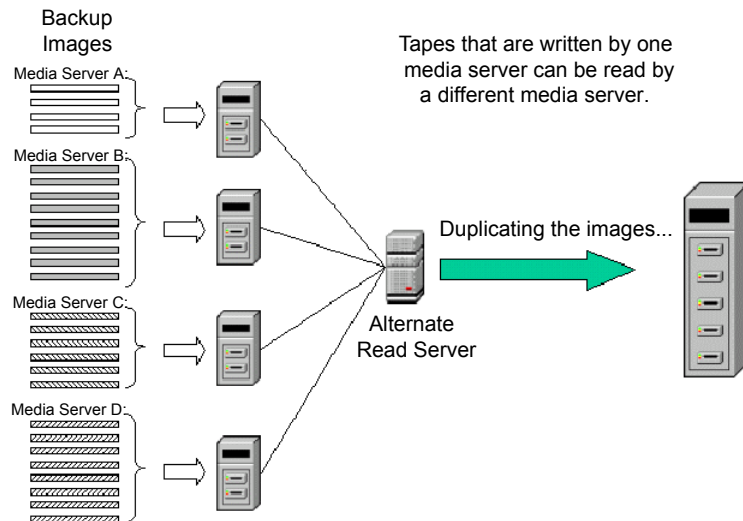 Backup
Images
Media Server A:
Media Server B:
Media Server C:
Media Server D:
Tapes that are written by one
media server can be read by
a different media server.
Alternate
Read Server
Duplicating the images...